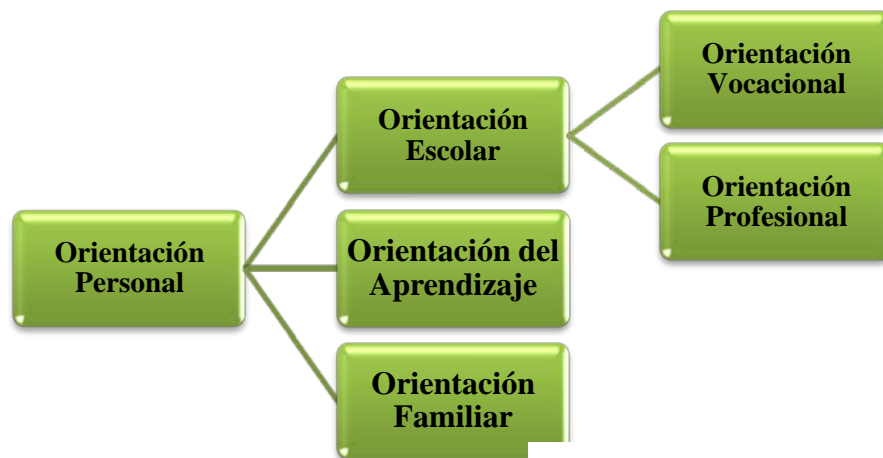 Orientación
Personal
Orientación
Escolar
Orientación del
Aprendizaje
Orientación
Familiar
Orientación
Vocacional
Orientación
Profesional